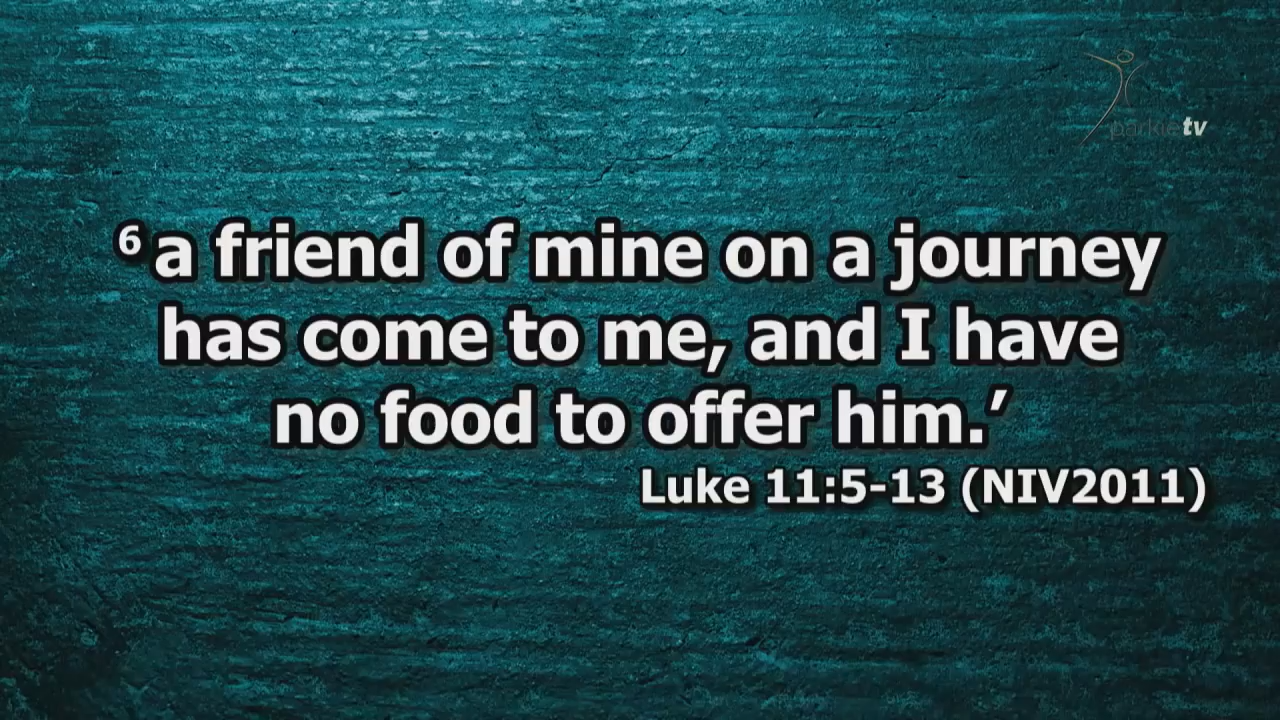 parkie tv
⁶ a friend of mine on a journey
has come to me, and I have
no food to offer him.’
Luke 11:5-13 (NIV2011)